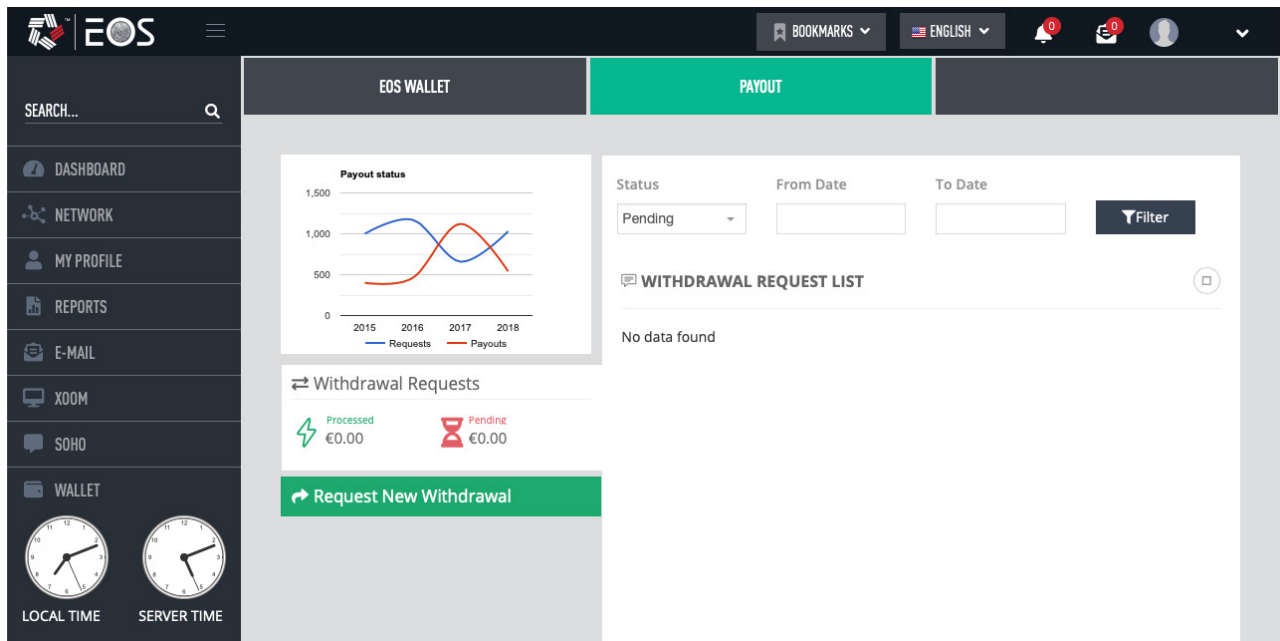 EOS
BOOKMARKS
ENGLISH
0
0
SEARCH...
DASHBOARD
NETWORK
MY PROFILE
REPORTS
E-MAIL
XOOM
SOHO
WALLET
LOCAL TIME
SERVER TIME
EOS WALLET
PAYOUT
Payout status
1,500
1,000
500
0
2015 2016 2017 2018
Requests Payouts
Withdrawal Requests
Processed
€0.00
Pending
€0.00
Request New Withdrawal
Status
From Date
To Date
Pending
Filter
WITHDRAWAL REQUEST LIST
No data found